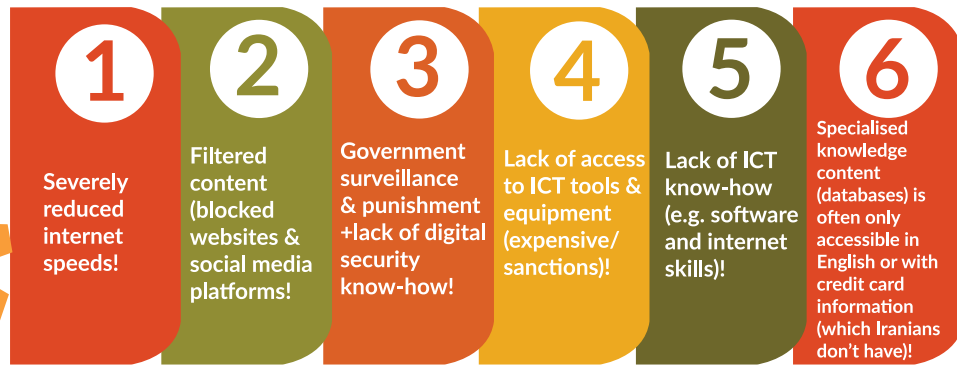 1
Severely
reduced
internet
speeds!
2
Filtered
content
(blocked
websites &
social media
platforms!
3
Government
surveillance
& punishment
+lack of digital
security
know-how!
4
Lack of access
to ICT tools &
equipment
(expensive/
sanctions)!
5
Lack of ICT
know-how
(e.g. software
and internet
skills)!
6
Specialised
knowledge
content
(databases) is
often only
accessible in
English or with
credit card
information
(which Iranians
don't have)!